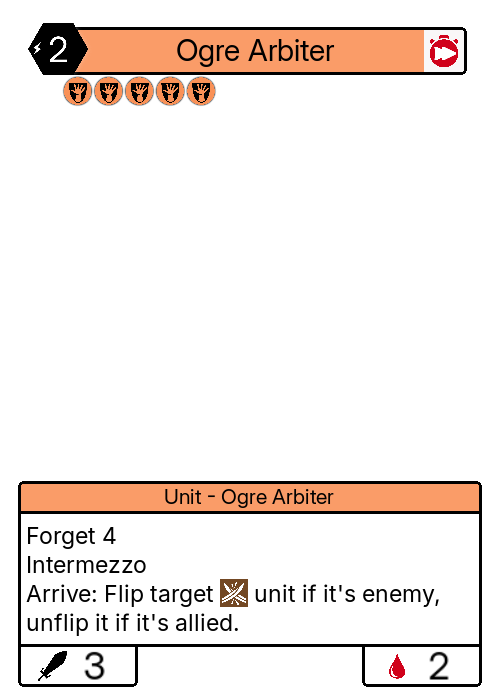 2
Ogre Arbiter
Unit - Ogre Arbiter
Forget 4
Intermezzo
Arrive: Flip target unit if it's enemy,
unflip it if it's allied.
3
2